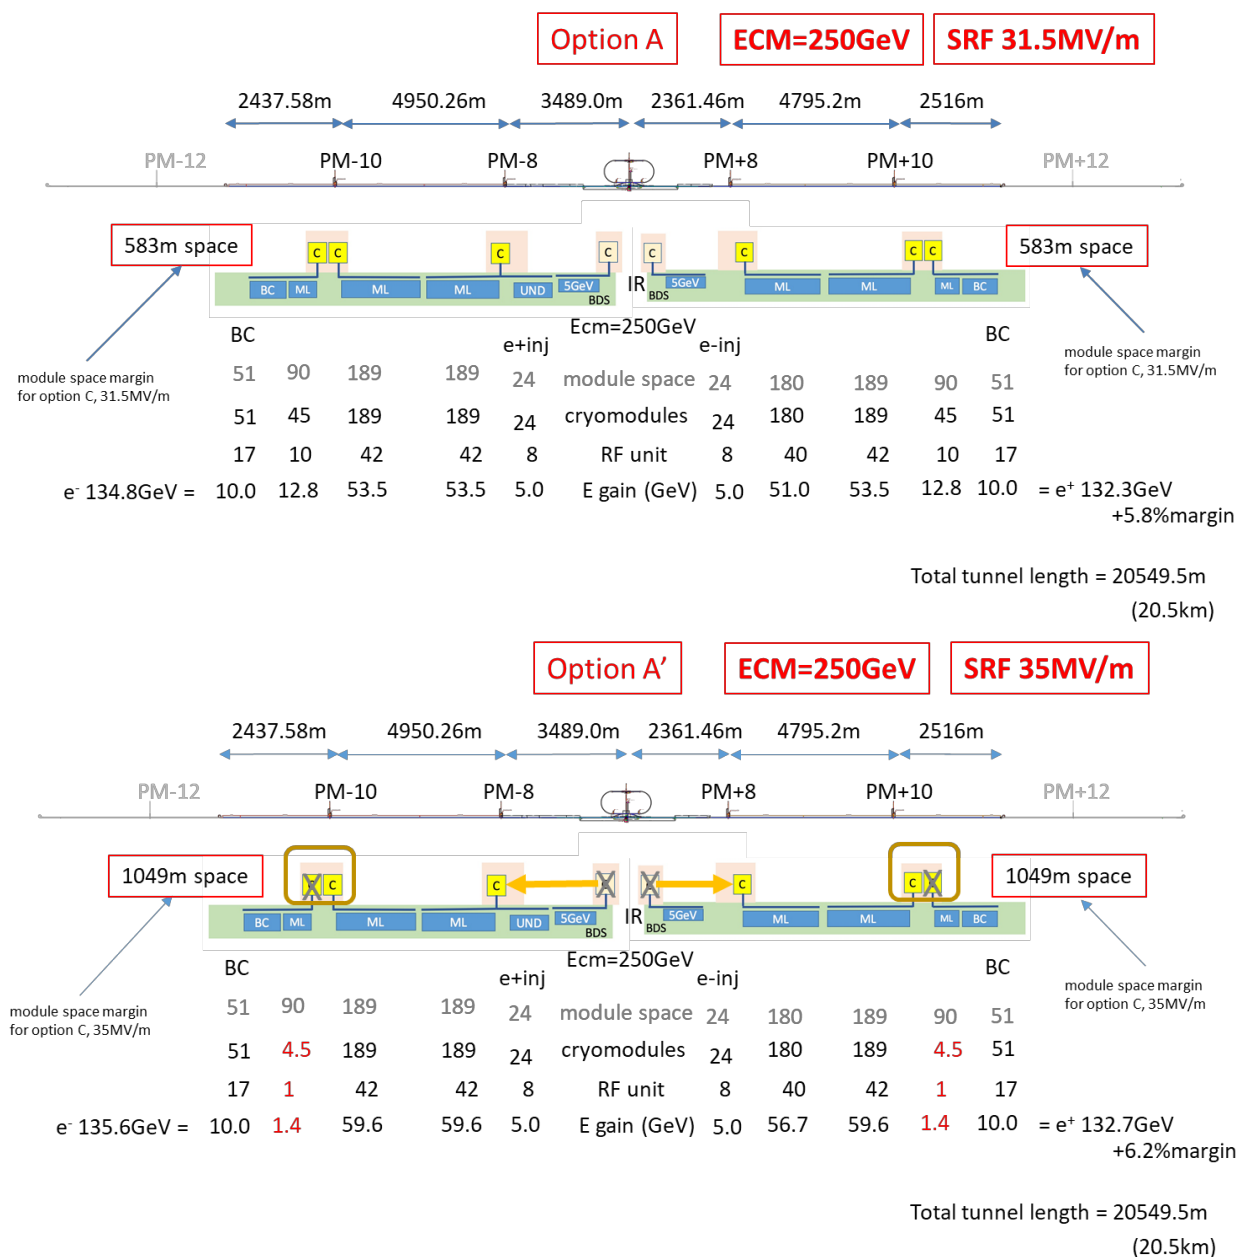 Option A ECM=250GeV SRF 31.5MV/m
2437.58m 4950.26m 3489.0m 2361.46m 4795.2m 2516m
PM-12 PM-10 PM-8 PM+8 PM+10 PM+12
583m space C C C C C C C C 583m space
BC ML ML ML UND 5GeV BDS IR BDS 5GeV ML ML ML BC
Ecm=250GeV
BC e+inj e-inj BC
module space margin
for option C, 31.5MV/m
module space margin
for option C, 31.5MV/m
51 90 189 189 24 module space 24 180 189 90 51
51 45 189 189 24 cryomodules 24 180 189 45 51
17 10 42 42 8 RF unit 8 40 42 10 17
e- 134.8GeV = 10.0 12.8 53.5 53.5 5.0 E gain (GeV) 5.0 51.0 53.5 12.8 10.0 = e+ 132.3GeV
+5.8%margin
Total tunnel length = 20549.5m
(20.5km)
Option A’ ECM=250GeV SRF 35MV/m
2437.58m 4950.26m 3489.0m 2361.46m 4795.2m 2516m
PM-12 PM-10 PM-8 PM+8 PM+10 PM+12
1049m space C C C C 1049m space
BC ML ML ML UND 5GeV BDS IR BDS 5GeV ML ML ML BC
Ecm=250GeV
BC e+inj e-inj BC
module space margin
for option C, 35MV/m
module space margin
for option C, 35MV/m
51 90 189 189 24 module space 24 180 189 90 51
51 4.5 189 189 24 cryomodules 24 180 189 4.5 51
17 1 42 42 8 RF unit 8 40 42 1 17
e- 135.6GeV = 10.0 1.4 59.6 59.6 5.0 E gain (GeV) 5.0 56.7 59.6 1.4 10.0 = e+ 132.7GeV
+6.2%margin
Total tunnel length = 20549.5m
(20.5km)